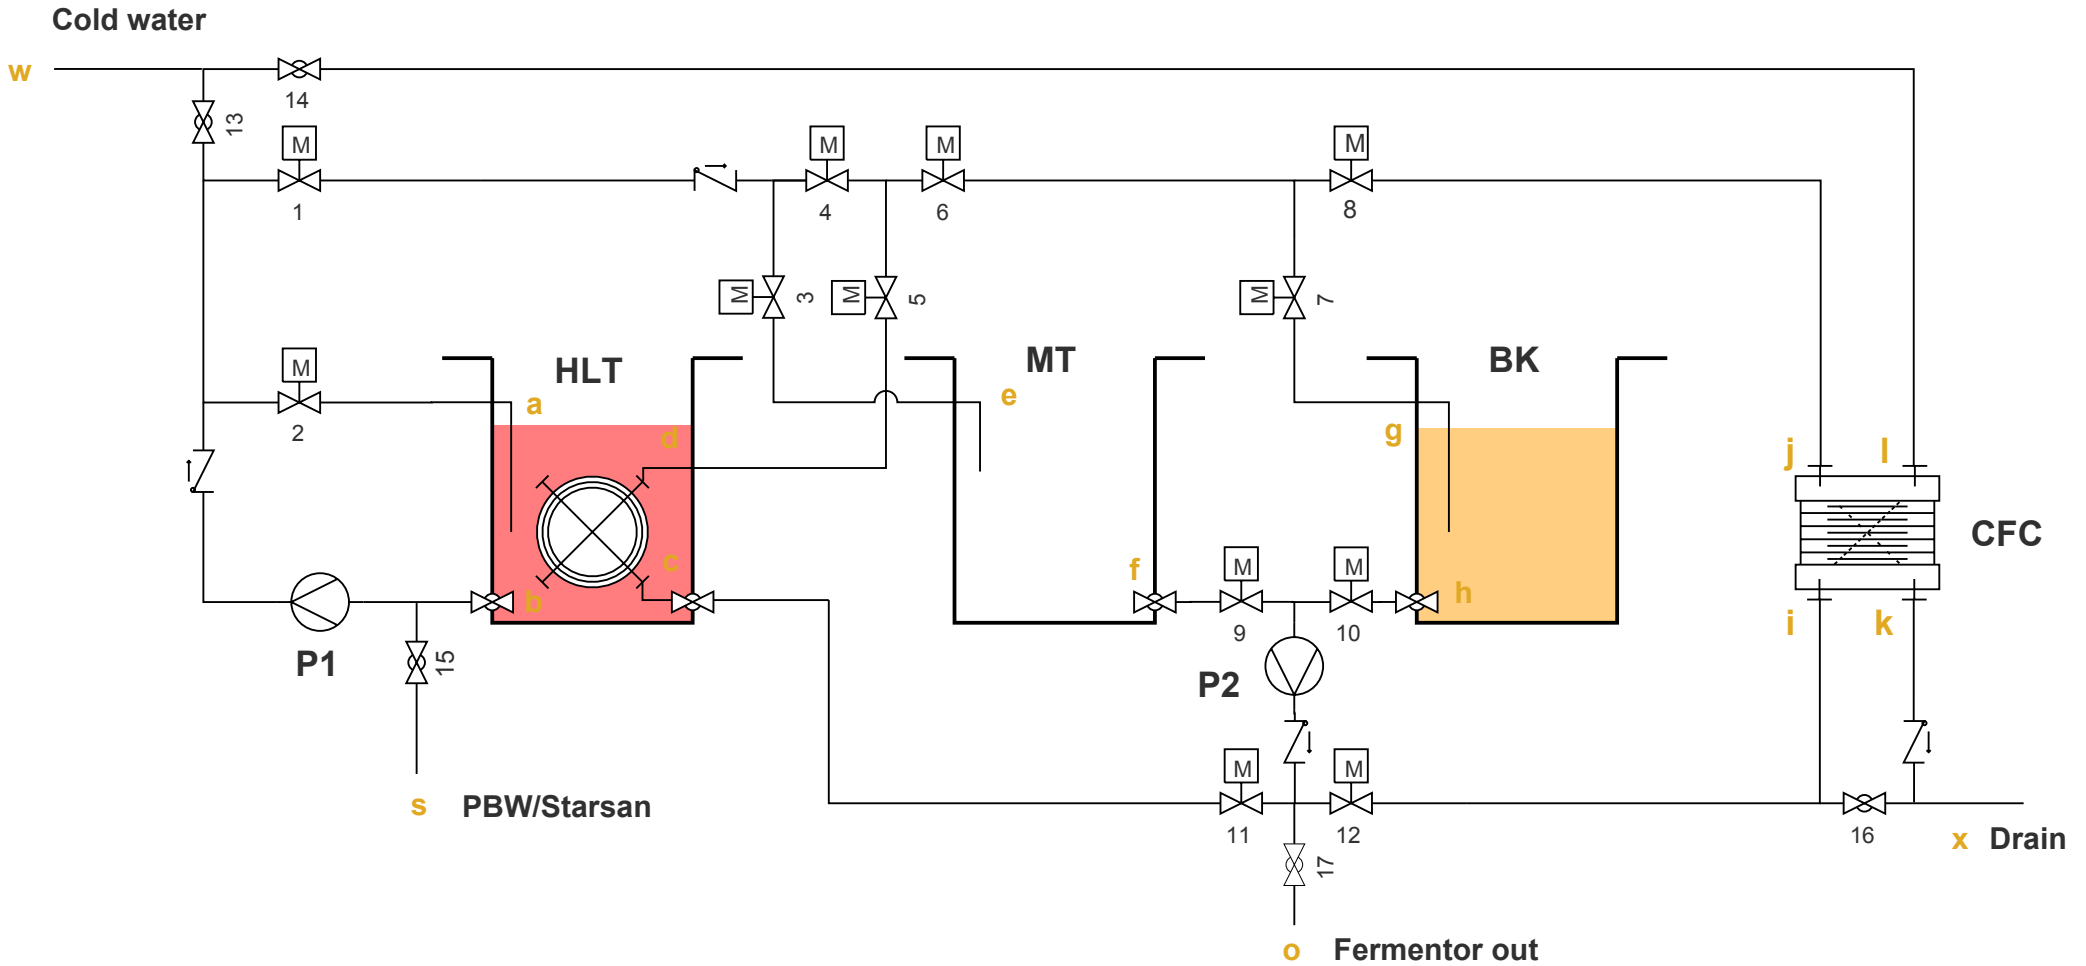 Cold water
w
14
13
M
M
M
M
1
4
6
8
M
3
M
5
M
7
M
2
HLT
MT
BK
a
e
d
g
j
l
CFC
c
f
M
M
b
h
9
10
i
k
P1
15
P2
M
M
s
PBW/Starsan
11
12
16
x
Drain
17
o
Fermentor out